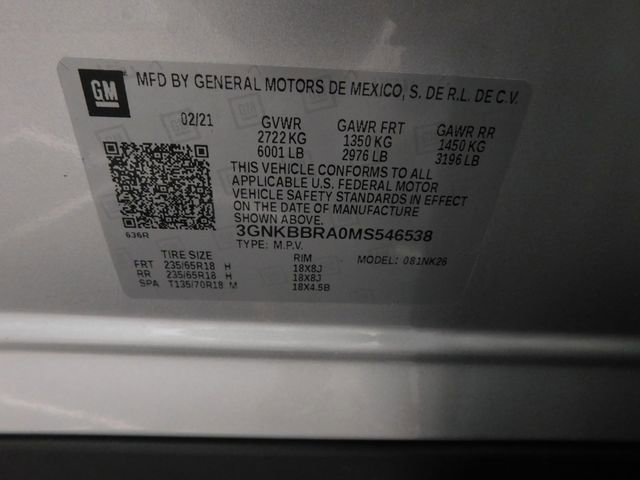 GM MFD BY GENERAL MOTORS DE MEXICO, S. DE R.L. DE C.V.
02/21 GVWR GAWR FRT GAWR RR
2722 KG 1350 KG 1450 KG
6001 LB 2976 LB 3196 LB
THIS VEHICLE CONFORMS TO ALL
APPLICABLE U.S. FEDERAL MOTOR
VEHICLE SAFETY STANDARDS IN EFFECT
ON THE DATE OF MANUFACTURE
SHOWN ABOVE.
636R 3GNKBBRA0MS546538
TYPE: M.P.V. MODEL: 081NK26
TIRE SIZE RIM
FRT 235/65R18 H 18X8J
RR 235/65R18 H 18X8J
SPA T135/70R18 M 18X4.5B